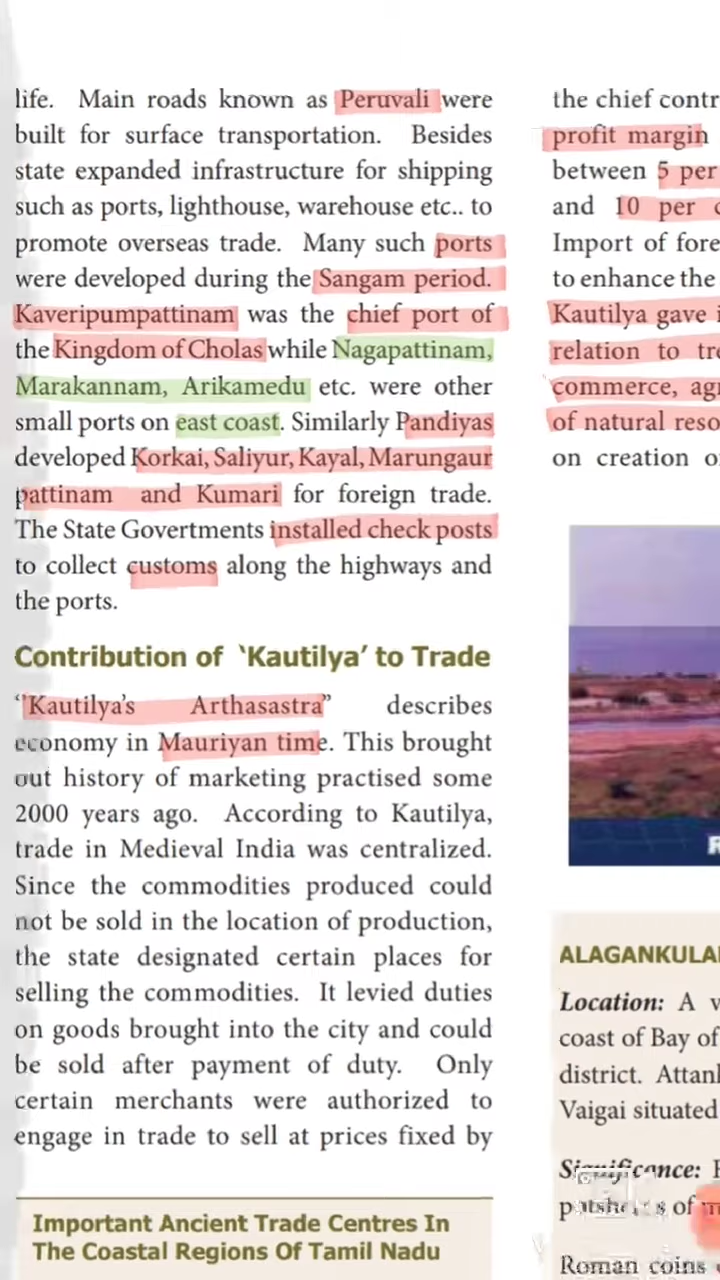 life. Main roads known as Peruvali were
built for surface transportation. Besides
state expanded infrastructure for shipping
such as ports, lighthouse, warehouse etc.. to
promote overseas trade. Many such ports
were developed during the Sangam period.
Kaveripumpattinam was the chief port of
the Kingdom of Cholas while Nagapattinam,
Marakannam, Arikamedu etc. were other
small ports on east coast. Similarly Pandiyas
developed Korkai, Saliyur, Kayal, Marungaur
pattinam and Kumari for foreign trade.
The State Govertments installed check posts
to collect customs along the highways and
the ports.
Contribution of ‘Kautilya’ to Trade
“Kautilya’s Arthasastra” describes
economy in Mauriyan time. This brought
out history of marketing practised some
2000 years ago. According to Kautilya,
trade in Medieval India was centralized.
Since the commodities produced could
not be sold in the location of production,
the state designated certain places for
selling the commodities. It levied duties
on goods brought into the city and could
be sold after payment of duty. Only
certain merchants were authorized to
engage in trade to sell at prices fixed by
Important Ancient Trade Centres In
The Coastal Regions Of Tamil Nadu
the chief contr
profit margin
between 5 per
and 10 per c
Import of fore
to enhance the
Kautilya gave i
relation to tre
commerce, agr
of natural reso
on creation o
R
ALAGANKULA
Location: A v
coast of Bay of
district. Attank
Vaigai situated
Significance:
of
Roman coins